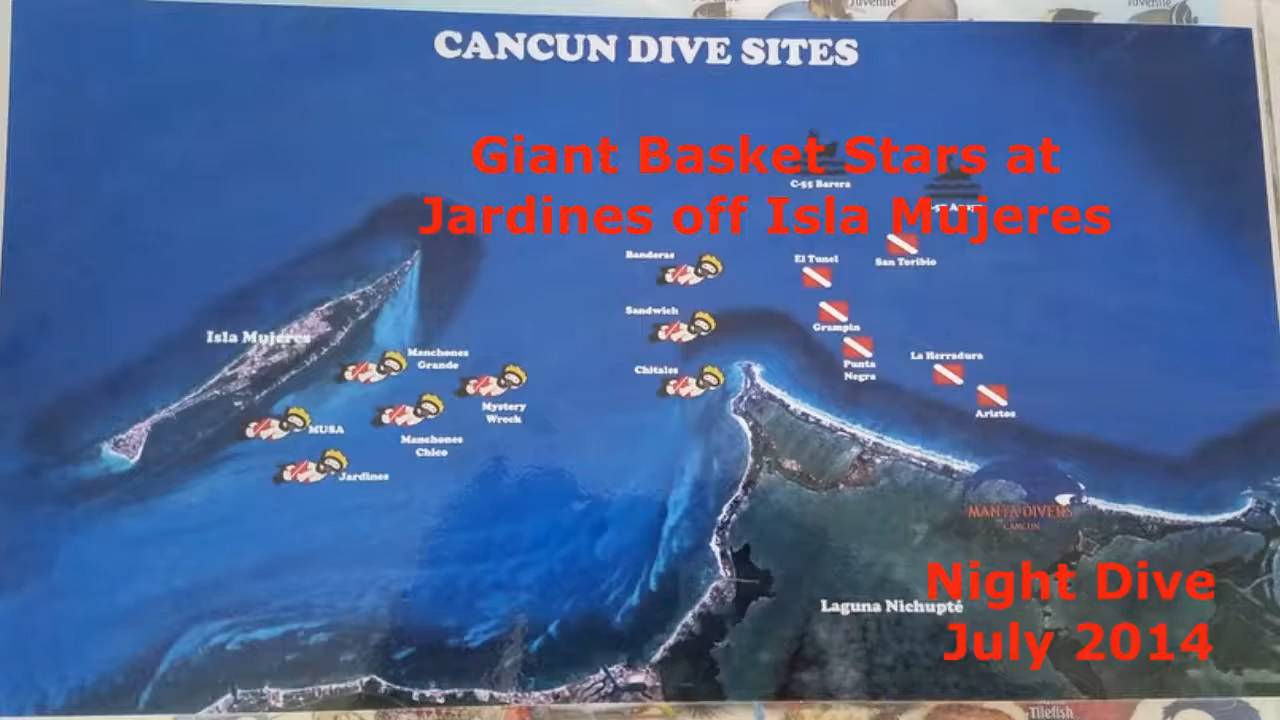 Juvenile
Juvenile
CANCUN DIVE SITES
Giant Basket Stars at
C-55 Barera
Jardines off Isla Mujeres
Banderas
El Tunel
San Toribio
Sandwich
Grampin
Isla Mujeres
Manchones
Grande
Chitales
Punta
Negra
La Herradura
Mystery
Wreck
Aristos
MUSA
Manchones
Chico
Jardines
MANTA DIVERS
CANCUN
Night Dive
Laguna Nichupté
July 2014
Tilefish